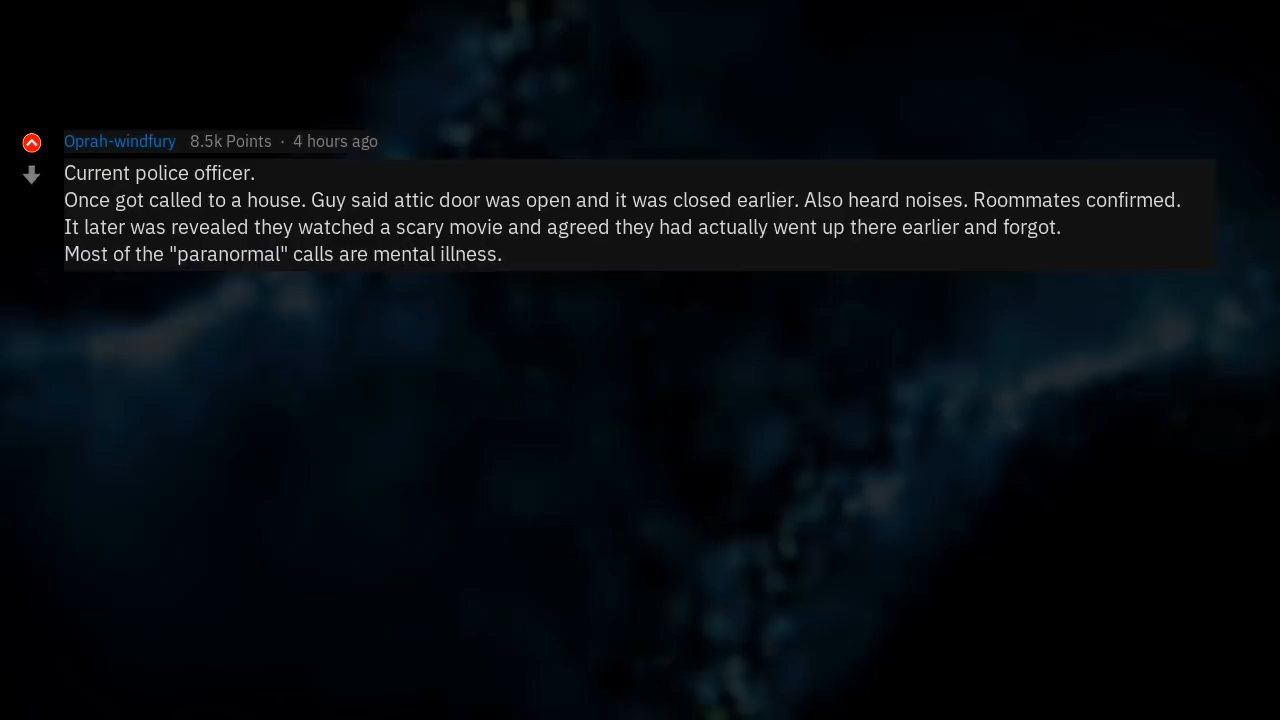 Oprah-windfury 8.5k Points · 4 hours ago
Current police officer.
Once got called to a house. Guy said attic door was open and it was closed earlier. Also heard noises. Roommates confirmed.
It later was revealed they watched a scary movie and agreed they had actually went up there earlier and forgot.
Most of the "paranormal" calls are mental illness.